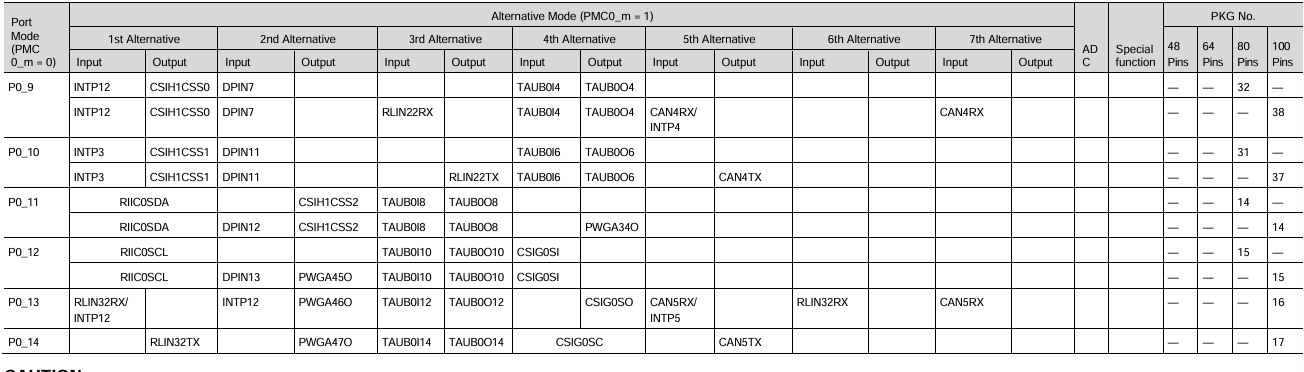 Port Mode (PMC 0_m = 0) Alternative Mode (PMC0_m = 1) ADC Special function PKG No.
1st Alternative 2nd Alternative 3rd Alternative 4th Alternative 5th Alternative 6th Alternative 7th Alternative 48 Pins 64 Pins 80 Pins 100 Pins
Input Output Input Output Input Output Input Output Input Output Input Output Input Output
P0_9 INTP12 CSIH1CSS0 DPIN7 TAUB0I4 TAUB0O4 — — 32 —
INTP12 CSIH1CSS0 DPIN7 RLIN22RX TAUB0I4 TAUB0O4 CAN4RX/ INTP4 CAN4RX — — — 38
P0_10 INTP3 CSIH1CSS1 DPIN11 TAUB0I6 TAUB0O6 — — 31 —
INTP3 CSIH1CSS1 DPIN11 RLIN22TX TAUB0I6 TAUB0O6 CAN4TX — — — 37
P0_11 RIIC0SDA CSIH1CSS2 TAUB0I8 TAUB0O8 — — 14 —
RIIC0SDA DPIN12 CSIH1CSS2 TAUB0I8 TAUB0O8 PWGA34O — — — 14
P0_12 RIIC0SCL TAUB0I10 TAUB0O10 CSIG0SI — — 15 —
RIIC0SCL DPIN13 PWGA45O TAUB0I10 TAUB0O10 CSIG0SI — — — 15
P0_13 RLIN32RX/ INTP12 INTP12 PWGA46O TAUB0I12 TAUB0O12 CSIG0SO CAN5RX/ INTP5 RLIN32RX CAN5RX — — — 16
P0_14 RLIN32TX PWGA47O TAUB0I14 TAUB0O14 CSIG0SC CAN5TX — — — 17